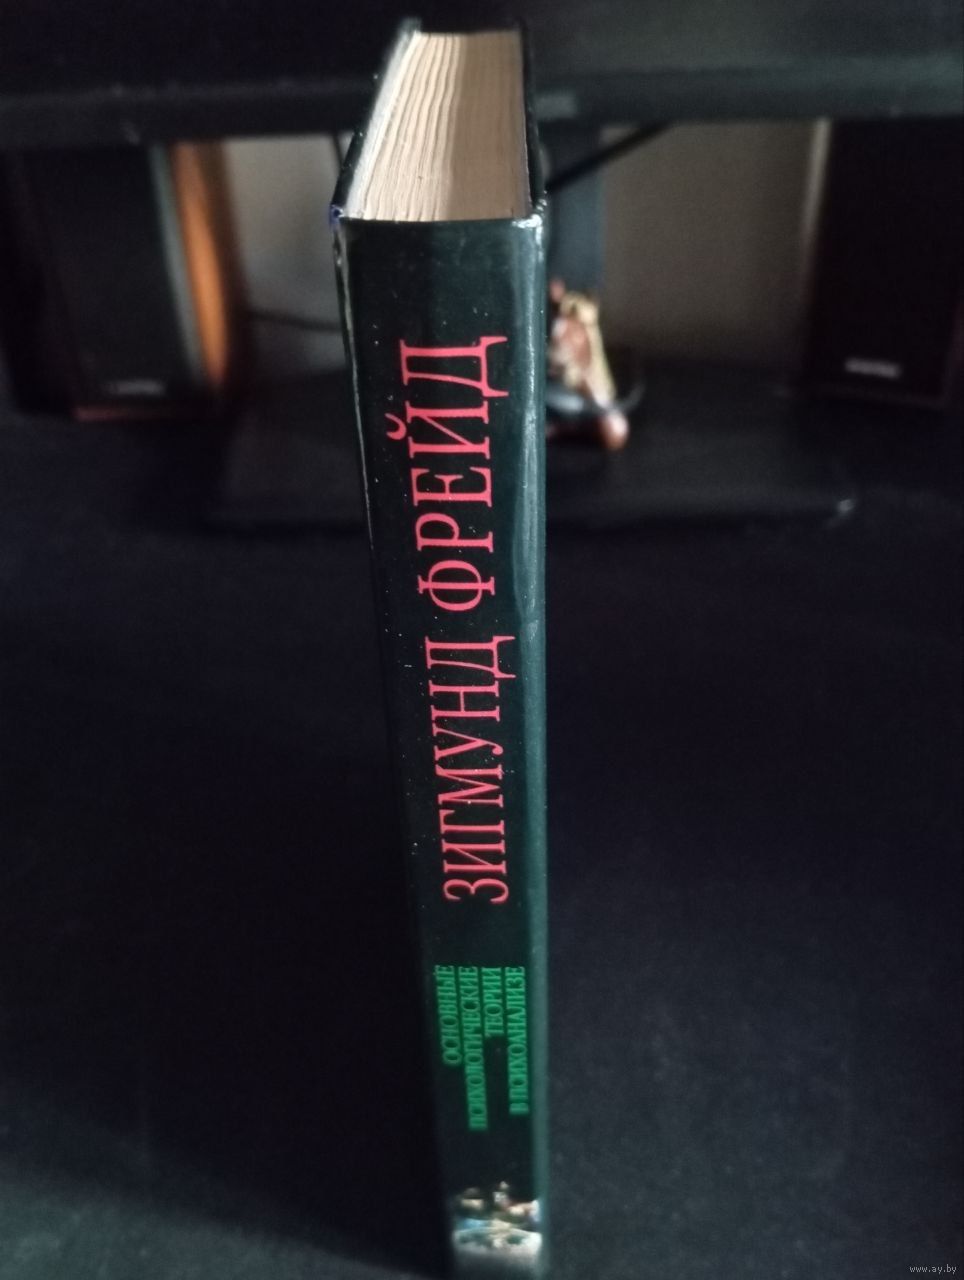 ЗИГМУНД ФРЕЙД
ОСНОВНЫЕ
ПСИХОЛОГИЧЕСКИЕ
ТЕОРИИ
В ПСИХОАНАЛИЗЕ
www.ay.by